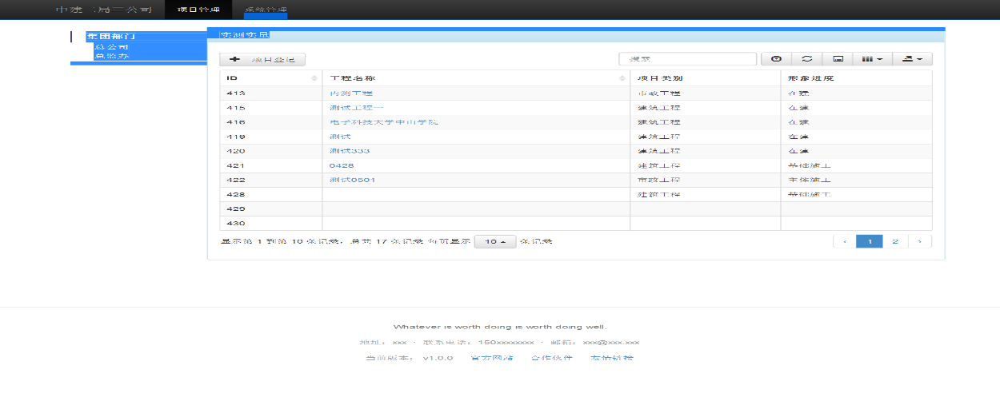 中建二局三公司 项目管理 系统管理
集团部门
总公司
总监办
实测实量
项目登记 搜索
ID 工程名称 项目类别 形象进度
413 内测工程 市政工程 在建
415 测试工程一 建筑工程 在建
416 电子科技大学中山学院 建筑工程 在建
419 测试 建筑工程 在建
420 测试333 建筑工程 在建
421 0428 建筑工程 基础施工
422 测试0501 市政工程 主体施工
428 建筑工程 基础施工
429
430
显示第 1 到第 10 条记录，总共 17 条记录 每页显示 10 条记录 ‹ 1 2 ›
Whatever is worth doing is worth doing well.
地址：xxx · 联系电话：150xxxxxxxx · 邮箱：xxx@xxx.xxx
当前版本： v1.0.0 官方网站 合作伙伴 友情链接